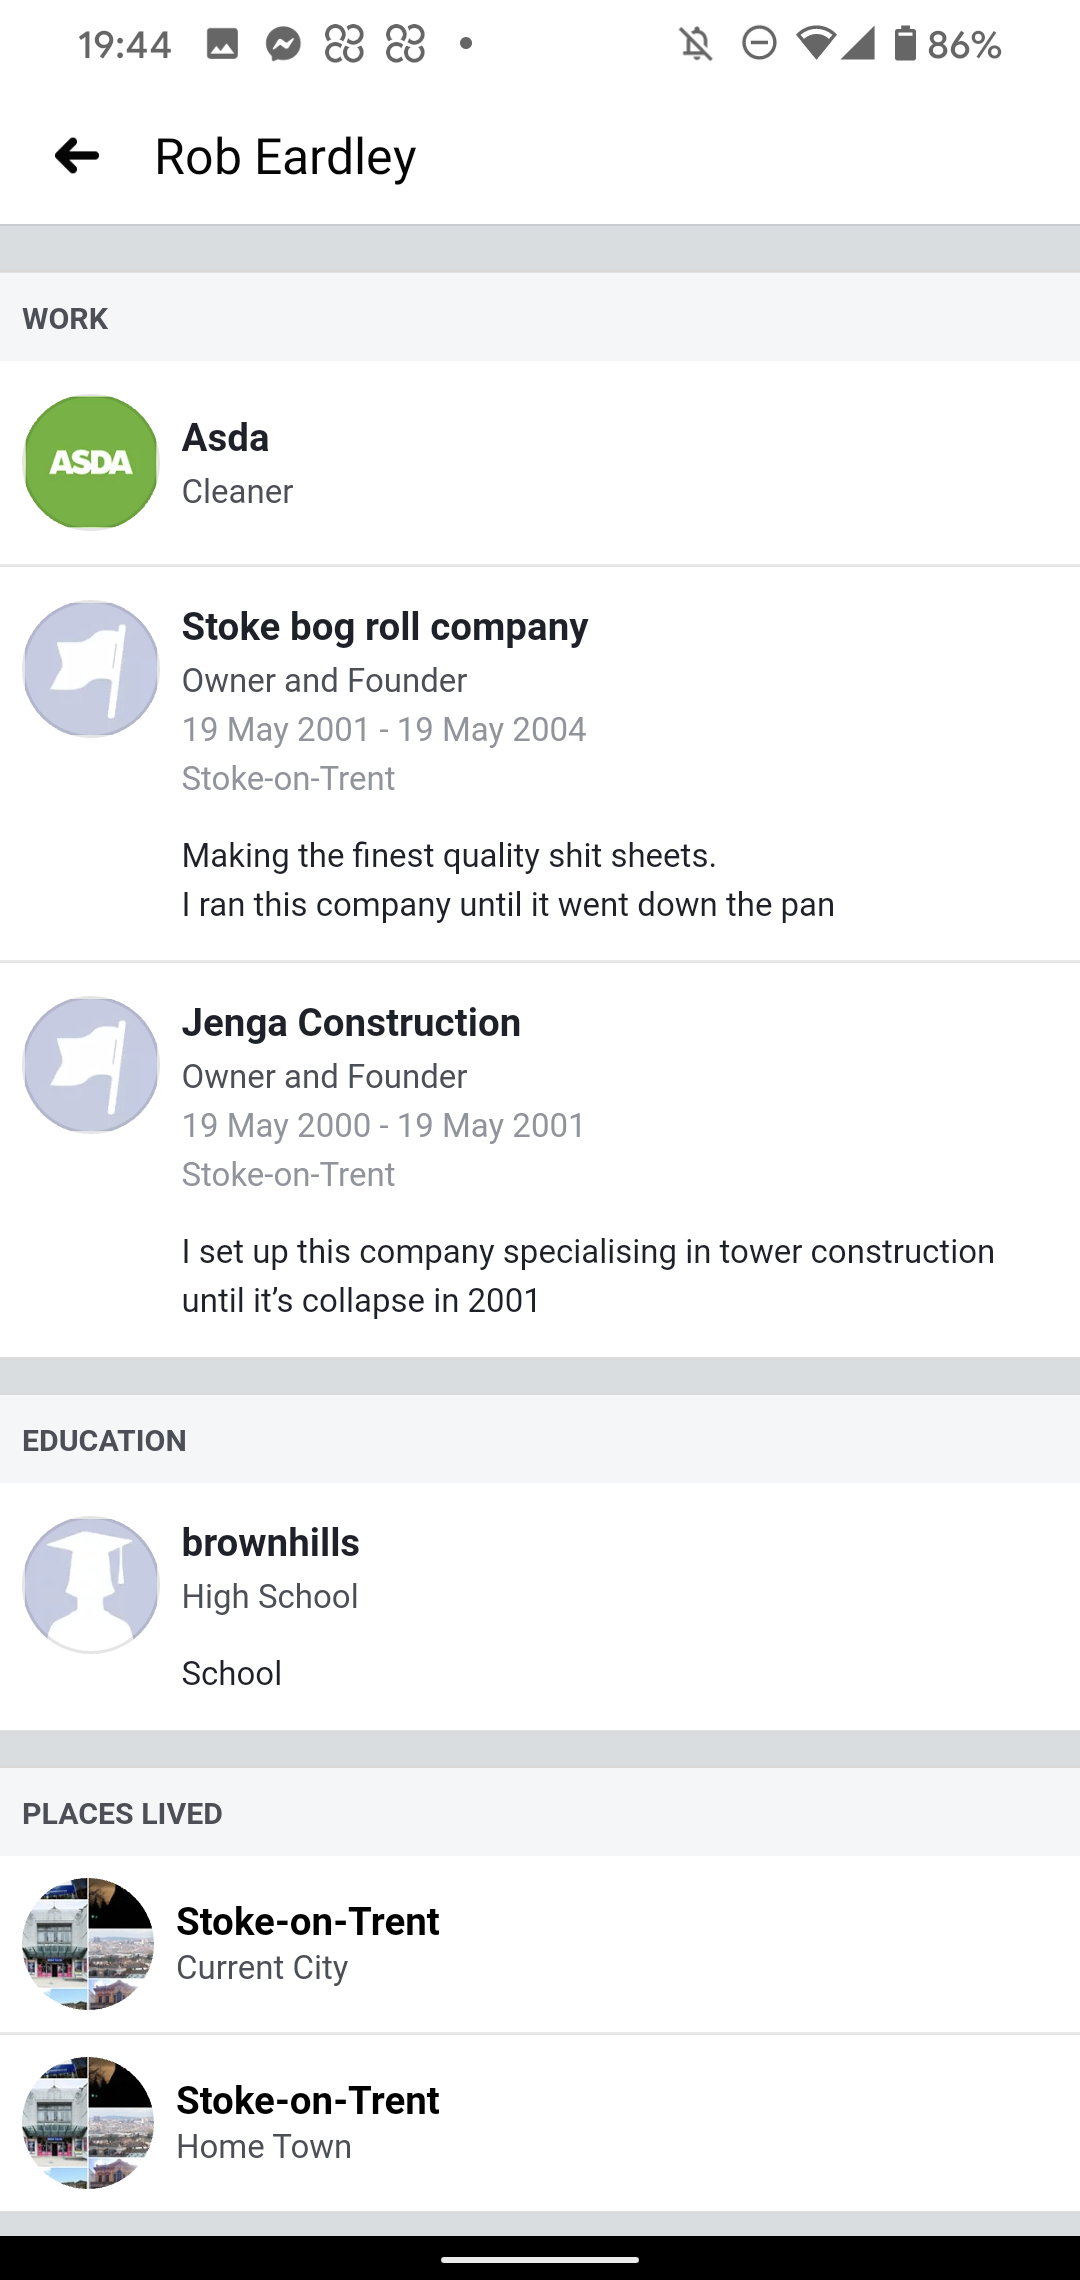 19:44
86%
Rob Eardley
WORK
ASDA
Asda
Cleaner
Stoke bog roll company
Owner and Founder
19 May 2001 - 19 May 2004
Stoke-on-Trent
Making the finest quality shit sheets.
I ran this company until it went down the pan
Jenga Construction
Owner and Founder
19 May 2000 - 19 May 2001
Stoke-on-Trent
I set up this company specialising in tower construction
until it’s collapse in 2001
EDUCATION
brownhills
High School
School
PLACES LIVED
Stoke-on-Trent
Current City
Stoke-on-Trent
Home Town